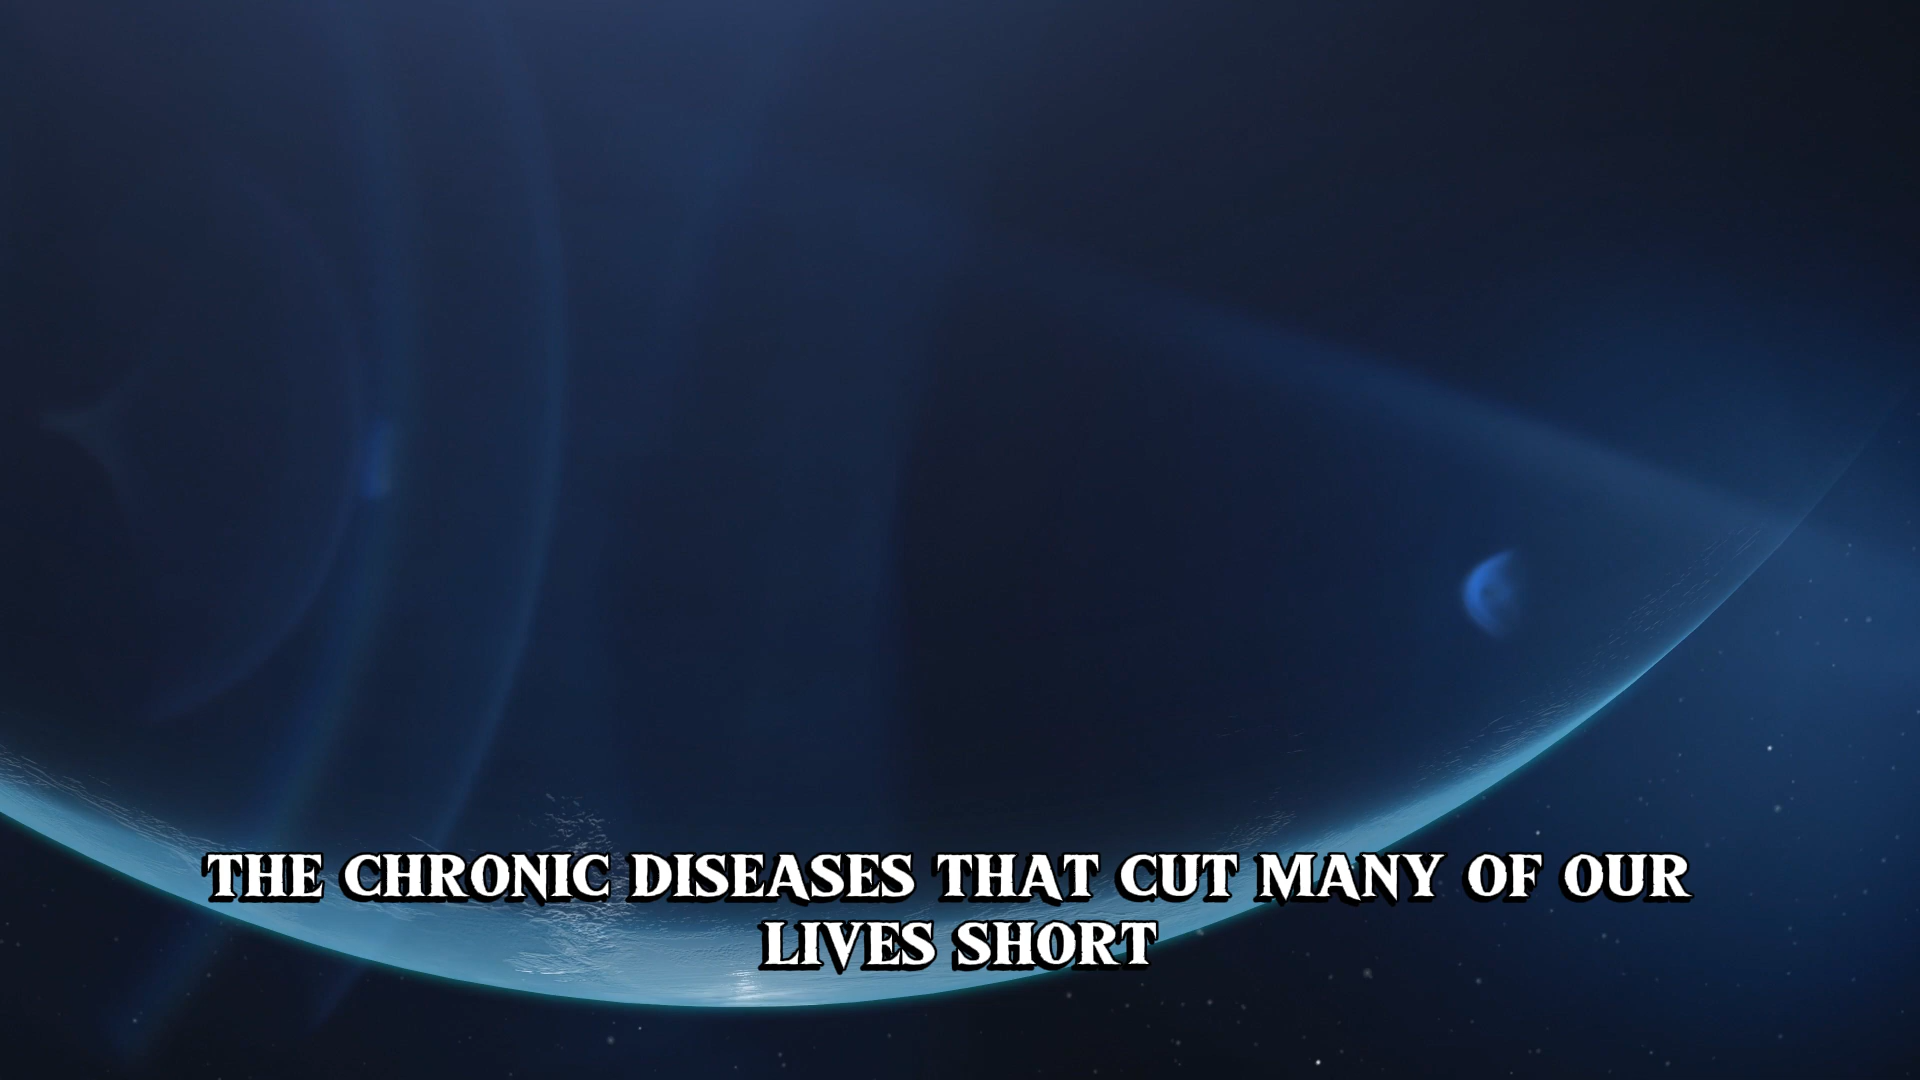 THE CHRONIC DISEASES THAT CUT MANY OF OUR
LIVES SHORT